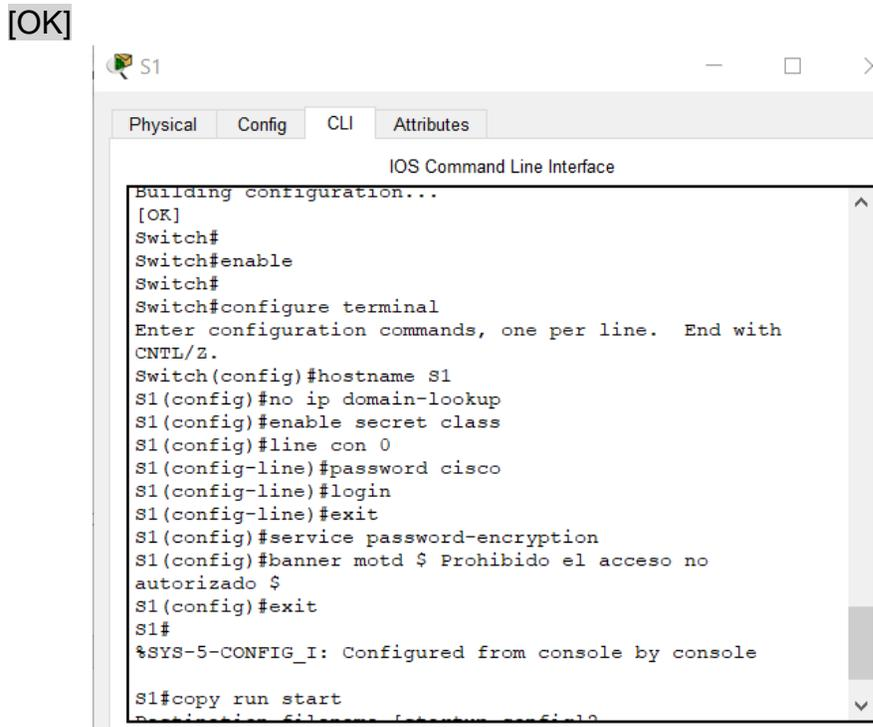 [OK]
S1
Physical Config CLI Attributes
IOS Command Line Interface
Building configuration...
[OK]
Switch#
Switch#enable
Switch#
Switch#configure terminal
Enter configuration commands, one per line.  End with
CNTL/Z.
Switch(config)#hostname S1
S1(config)#no ip domain-lookup
S1(config)#enable secret class
S1(config)#line con 0
S1(config-line)#password cisco
S1(config-line)#login
S1(config-line)#exit
S1(config)#service password-encryption
S1(config)#banner motd $ Prohibido el acceso no
autorizado $
S1(config)#exit
S1#
%SYS-5-CONFIG_I: Configured from console by console
S1#copy run start
Destination filename [startup-config]?